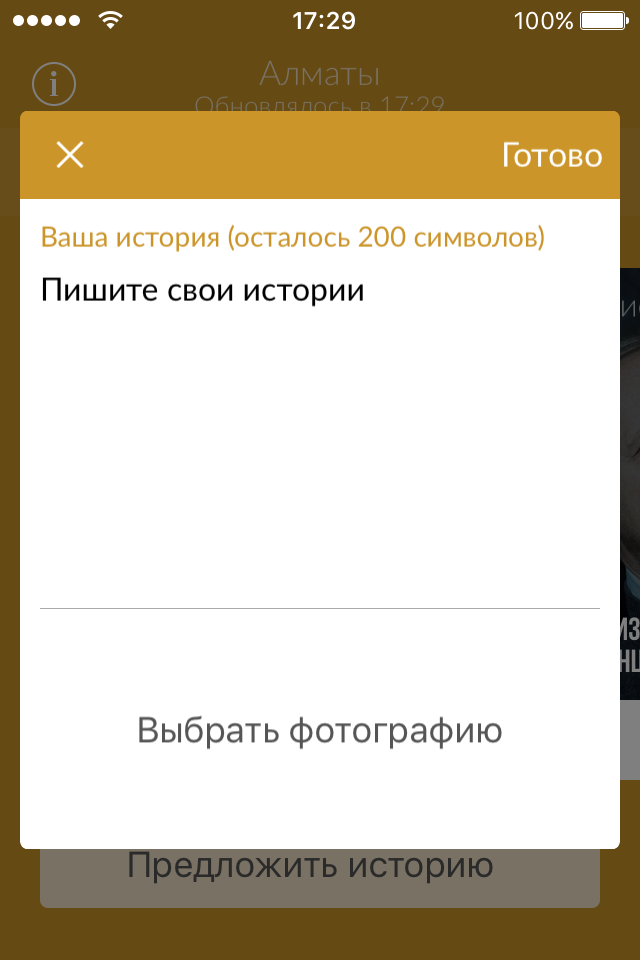 17:29 100%
i Алматы
Обновлялось в 17:29
Готово
Ваша история (осталось 200 символов)
Пишите свои истории
Выбрать фотографию
Предложить историю